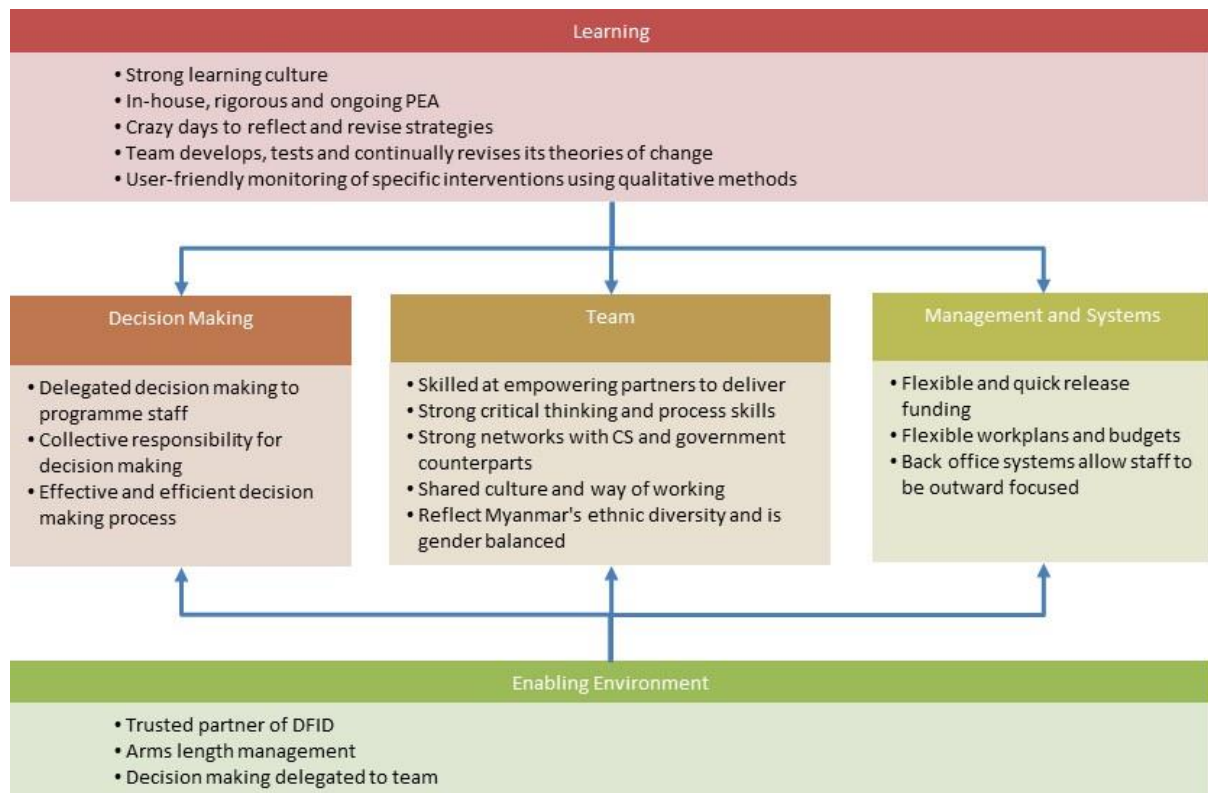 Learning
• Strong learning culture
• In-house, rigorous and ongoing PEA
• Crazy days to reflect and revise strategies
• Team develops, tests and continually revises its theories of change
• User-friendly monitoring of specific interventions using qualitative methods
Decision Making
• Delegated decision making to
programme staff
• Collective responsibility for
decision making
• Effective and efficient decision
making process
Team
• Skilled at empowering partners to deliver
• Strong critical thinking and process skills
• Strong networks with CS and government
counterparts
• Shared culture and way of working
• Reflect Myanmar's ethnic diversity and is
gender balanced
Management and Systems
• Flexible and quick release
funding
• Flexible workplans and budgets
• Back office systems allow staff to
be outward focused
Enabling Environment
• Trusted partner of DFID
• Arms length management
• Decision making delegated to team